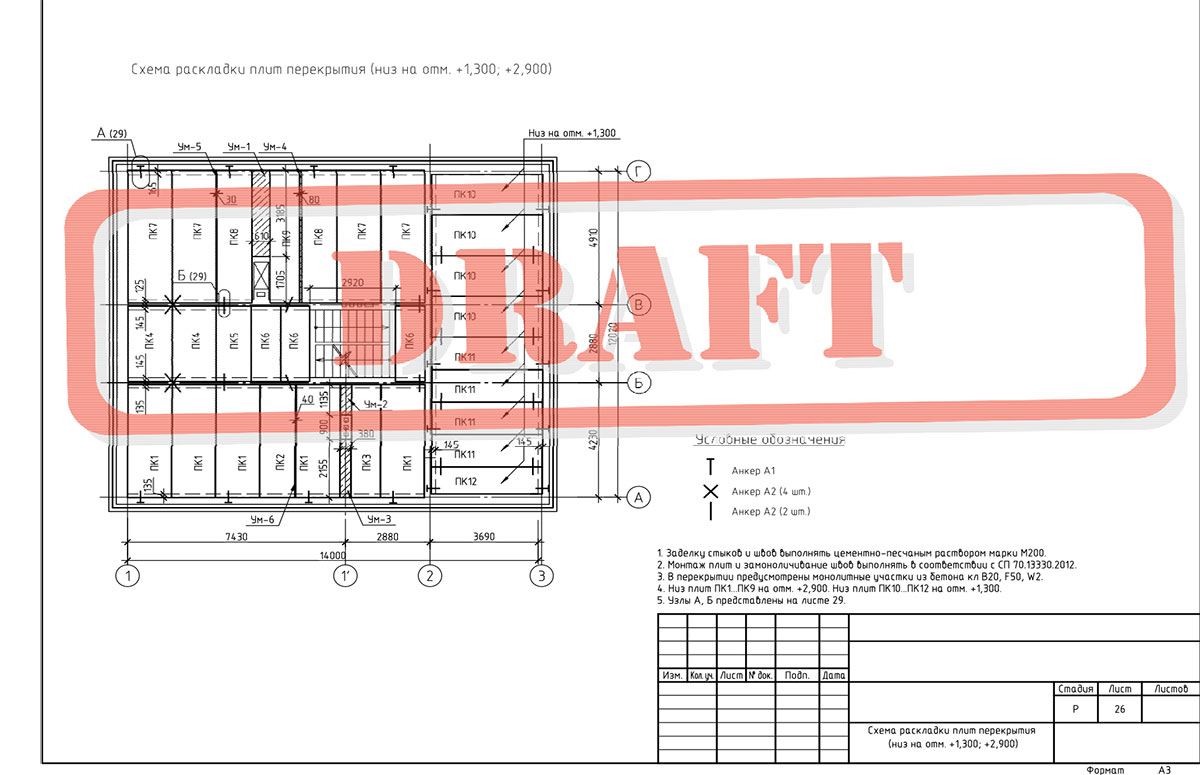 Схема раскладки плит перекрытия (низ на отм. +1,300; +2,900)
А (29)
Ум-5 Ум-1 Ум-4
Низ на отм. +1,300
Г
145
30
80
3185
ПК10
ПК7 ПК7 ПК8 610 ПК9 ПК8 ПК7 ПК7
ПК10
4910
Б (29)
1705
2920
ПК10
125
В
145
ПК10
ПК4 ПК4 ПК5 ПК6 ПК6 ПК6
2880
12020
145
ПК11
Б
ПК11
135
40
1135
Ум-2
900
380
ПК11
145
145
4230
ПК1 ПК1 ПК1 ПК2 ПК1 2155 ПК3 ПК1
ПК11
135
ПК12
А
Ум-6
Ум-3
7430 2880 3690
14000
1 1' 2 3
Условные обозначения
Анкер А1
Анкер А2 (4 шт.)
Анкер А2 (2 шт.)
DRAFT
1. Заделку стыков и швов выполнять цементно-песчаным раствором марки М200.
2. Монтаж плит и замоноличивание швов выполнять в соответствии с СП 70.13330.2012.
3. В перекрытии предусмотрены монолитные участки из бетона кл В20, F50, W2.
4. Низ плит ПК1...ПК9 на отм. +2,900. Низ плит ПК10...ПК12 на отм. +1,300.
5. Узлы А, Б представлены на листе 29.
Изм. Кол.уч. Лист № док. Подп. Дата
Стадия Лист Листов
Р 26
Схема раскладки плит перекрытия
(низ на отм. +1,300; +2,900)
Формат А3